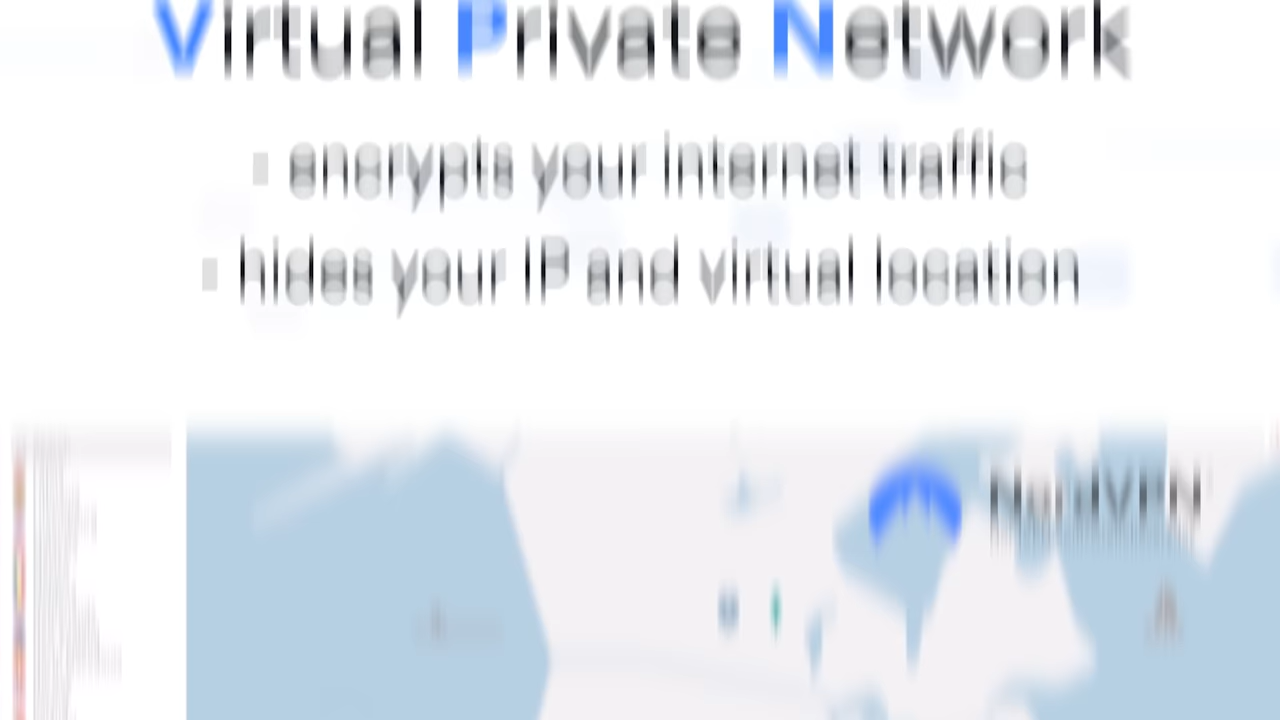 Virtual Private Network
- encrypts your internet traffic
- hides your IP and virtual location
NordVPN